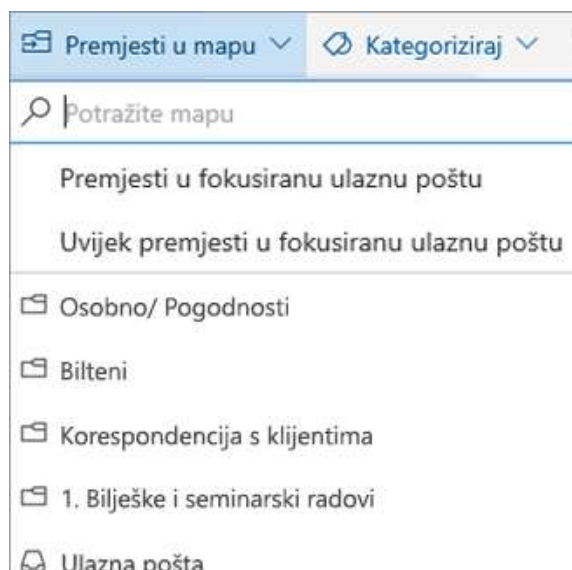 Premjesti u mapu Kategoriziraj
Potražite mapu
Premjesti u fokusiranu ulaznu poštu
Uvijek premjesti u fokusiranu ulaznu poštu
Osobno/ Pogodnosti
Bilteni
Korespondencija s klijentima
1. Bilješke i seminarski radovi
Ulazna pošta